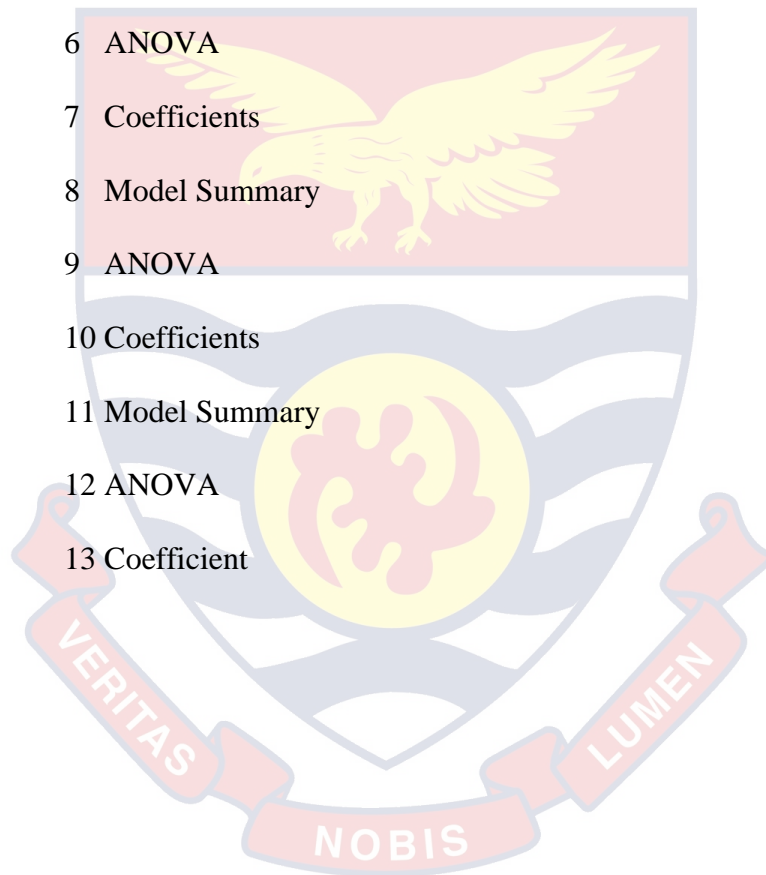 6 ANOVA
7 Coefficients
8 Model Summary
9 ANOVA
10 Coefficients
11 Model Summary
12 ANOVA
13 Coefficient
VERITAS
NOBIS
LUMEN